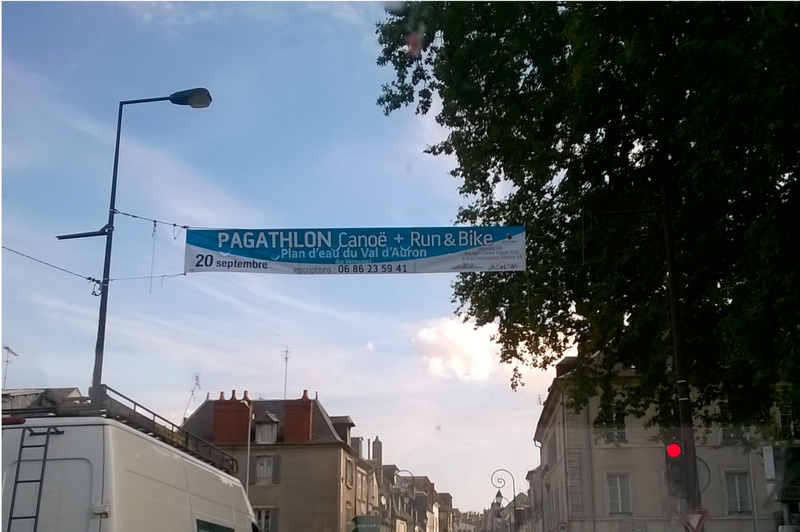 PAGATHLON Canoë + Run & Bike
Plan d'eau du Val d'Auron
20 septembre
Inscriptions : 06 86 23 59 41